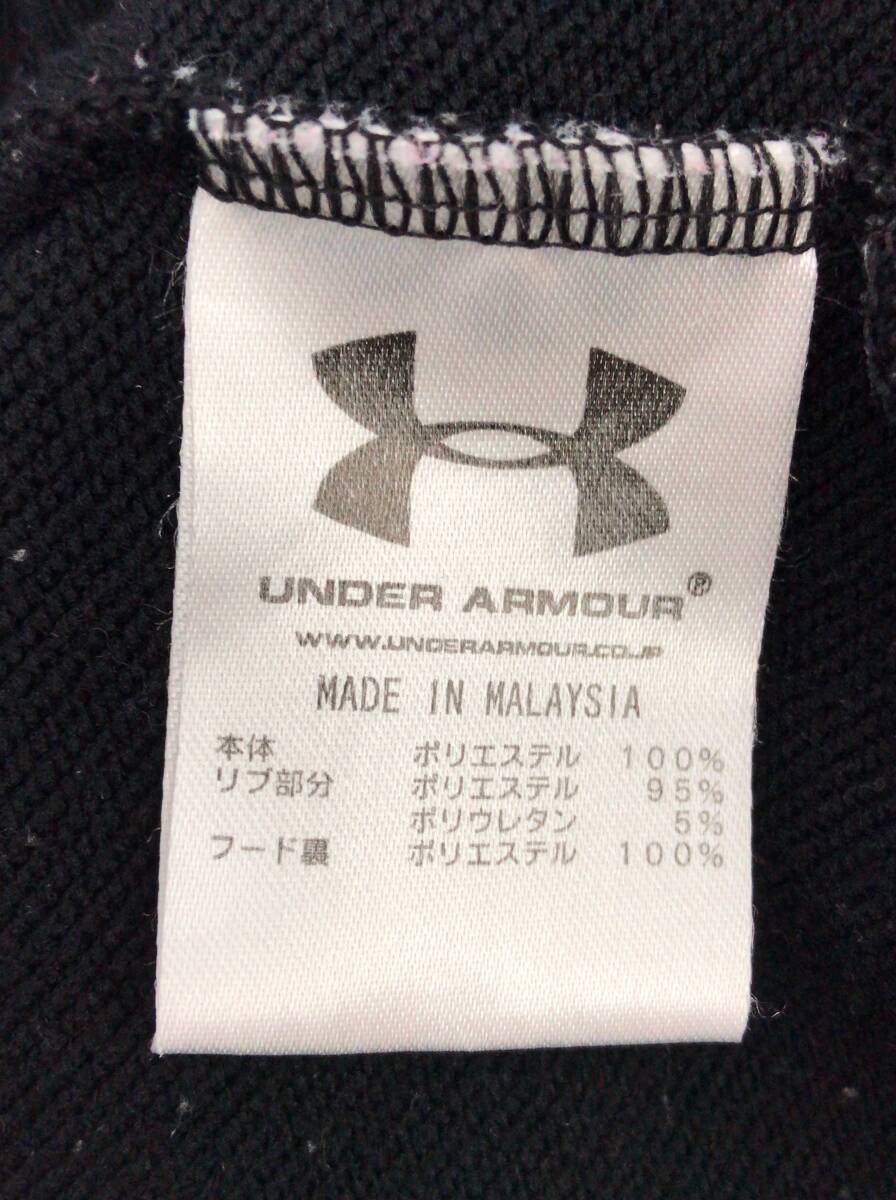 UNDER ARMOUR®
WWW.UNDERARMOUR.CO.JP
MADE IN MALAYSIA
本体 ポリエステル 100%
リブ部分 ポリエステル 95%
ポリウレタン 5%
フード裏 ポリエステル 100%